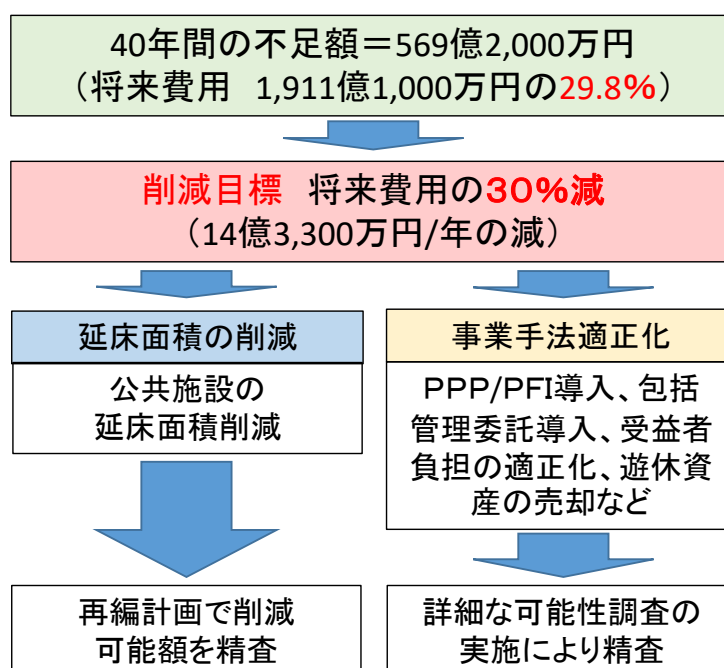 40年間の不足額＝569億2,000万円
（将来費用　1,911億1,000万円の29.8%）
削減目標　将来費用の30%減
（14億3,300万円/年の減）
延床面積の削減
公共施設の
延床面積削減
再編計画で削減
可能額を精査
事業手法適正化
PPP/PFI導入、包括
管理委託導入、受益者
負担の適正化、遊休資
産の売却など
詳細な可能性調査の
実施により精査